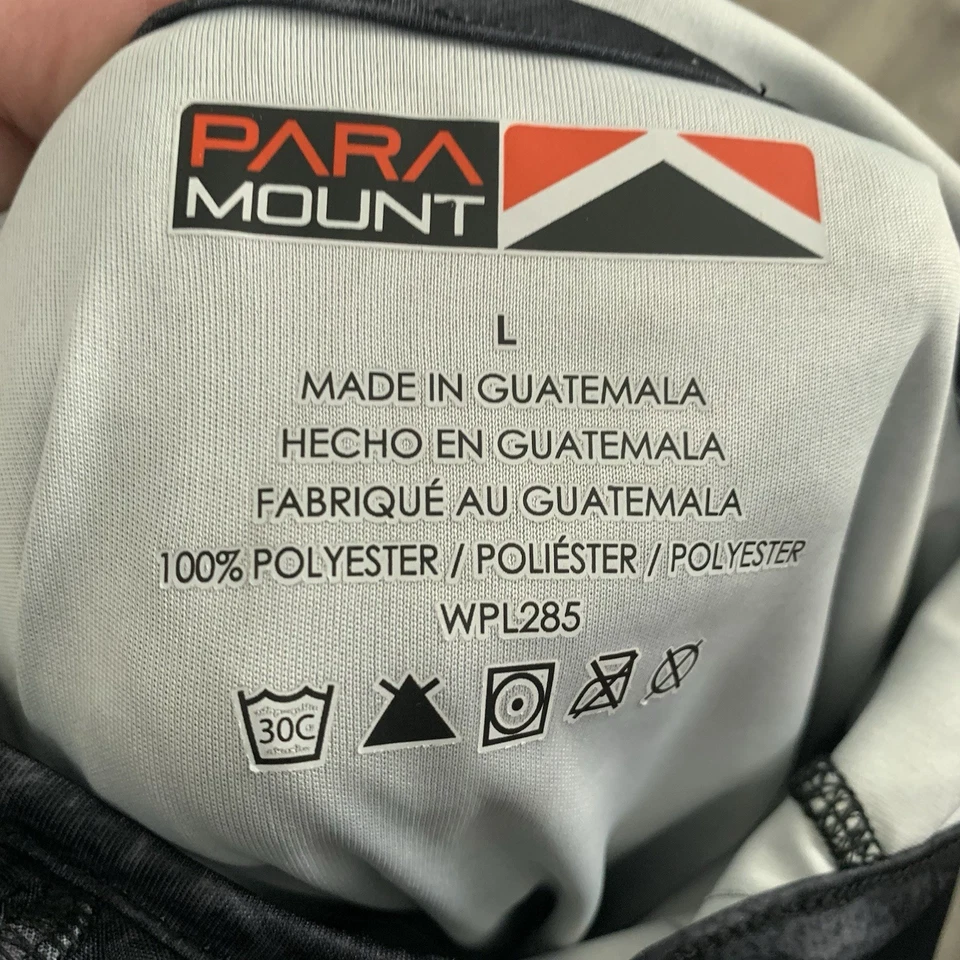 PARA
MOUNT
L
MADE IN GUATEMALA
HECHO EN GUATEMALA
FABRIQUÉ AU GUATEMALA
100% POLYESTER / POLIÉSTER / POLYESTER
WPL285
30C